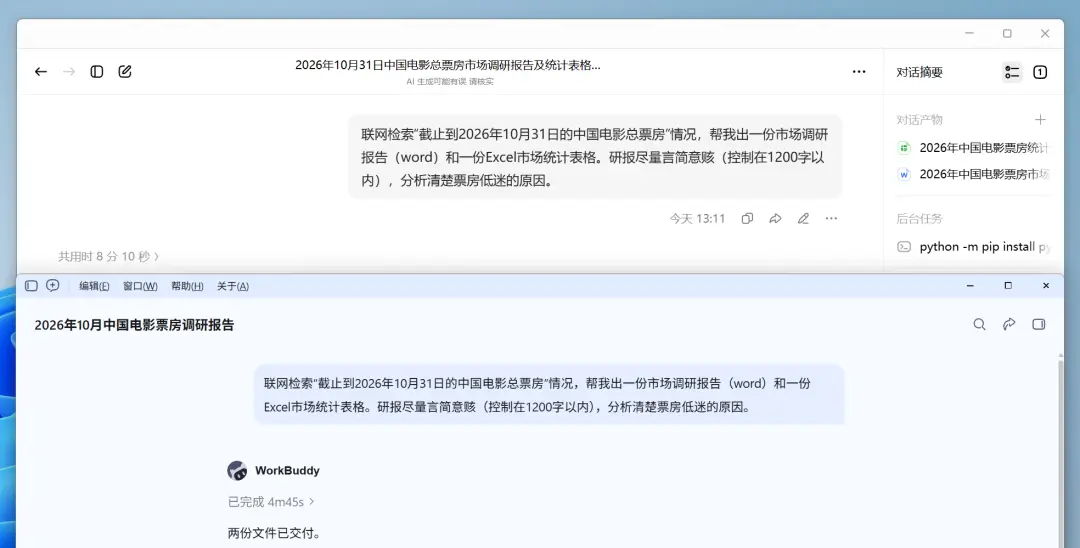 2026年10月31日中国电影总票房市场调研报告及统计表格...
AI 生成可能有误 请核实
对话摘要
1
联网检索“截止到2026年10月31日的中国电影总票房”情况，帮我出一份市场调研
报告（word）和一份Excel市场统计表格。研报尽量言简意赅（控制在1200字以
内），分析清楚票房低迷的原因。
今天 13:11
共用时 8 分 10 秒
对话产物
2026年中国电影票房统计
W 2026年中国电影票房市场
后台任务
python -m pip install py
编辑(E) 窗口(W) 帮助(H) 关于(A)
2026年10月中国电影票房调研报告
联网检索“截止到2026年10月31日的中国电影总票房”情况，帮我出一份市场调研报告（word）和一份
Excel市场统计表格。研报尽量言简意赅（控制在1200字以内），分析清楚票房低迷的原因。
WorkBuddy
已完成 4m45s
两份文件已交付。